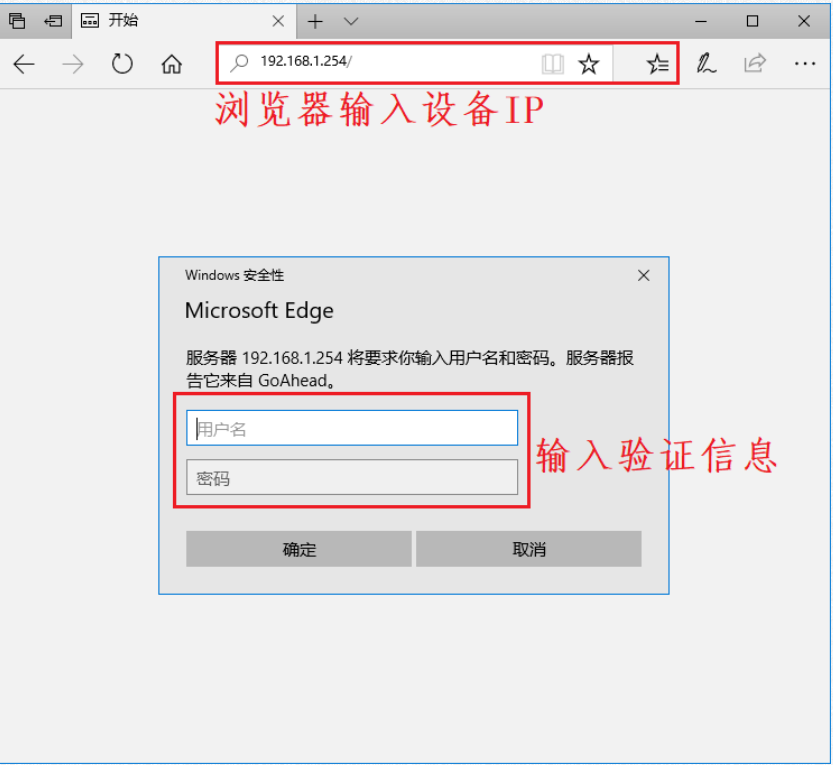 开始
192.168.1.254/
浏览器输入设备IP
Windows 安全性
Microsoft Edge
服务器 192.168.1.254 将要求你输入用户名和密码。服务器报
告它来自 GoAhead。
用户名
输入验证信息
密码
确定
取消